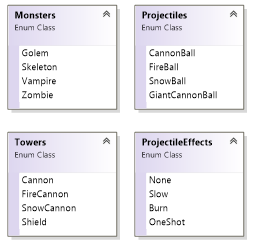 Monsters
Enum Class
Golem
Skeleton
Vampire
Zombie
Projectiles
Enum Class
CannonBall
FireBall
SnowBall
GiantCannonBall
Towers
Enum Class
Cannon
FireCannon
SnowCannon
Shield
ProjectileEffects
Enum Class
None
Slow
Burn
OneShot